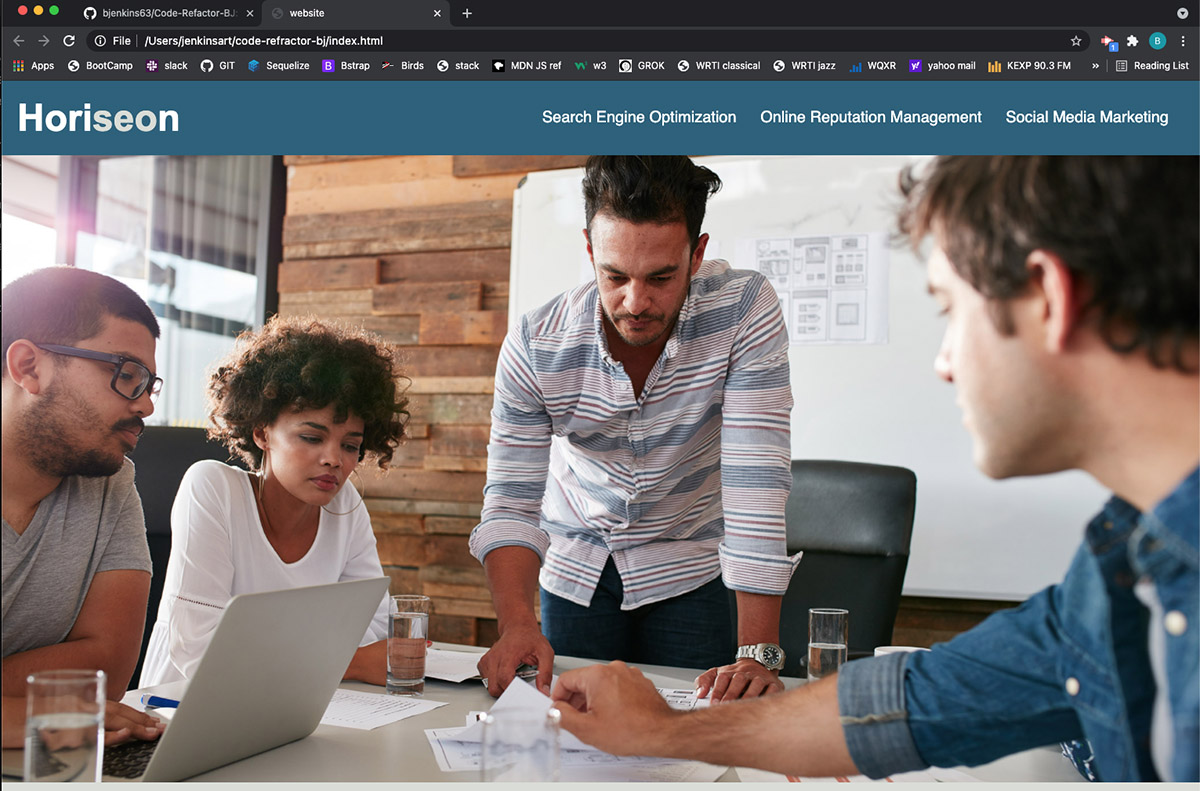 bjenkins63/Code-Refactor-BJ:
website
File | /Users/jenkinsart/code-refractor-bj/index.html
B
1
Apps BootCamp slack GIT Sequelize Bstrap Birds stack MDN JS ref w3 GROK WRTI classical WRTI jazz WQXR yahoo mail KEXP 90.3 FM » Reading List
Horiseon
Search Engine Optimization Online Reputation Management Social Media Marketing